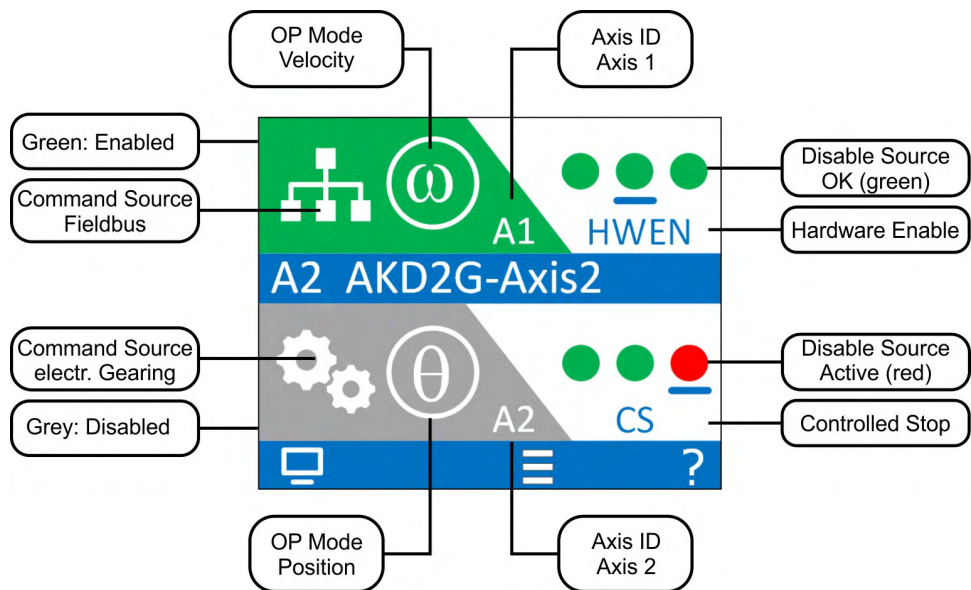 OP Mode
Velocity
Axis ID
Axis 1
Green: Enabled
Command Source
Fieldbus
ω
A1
HWEN
Disable Source
OK (green)
Hardware Enable
A2 AKD2G-Axis2
Command Source
electr. Gearing
Grey: Disabled
θ
A2
CS
Disable Source
Active (red)
Controlled Stop
?
OP Mode
Position
Axis ID
Axis 2